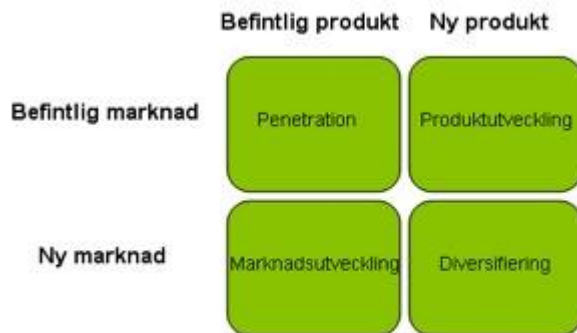 Befintlig produkt Ny produkt
Befintlig marknad Penetration Produktutveckling
Ny marknad Marknadsutveckling Diversifiering